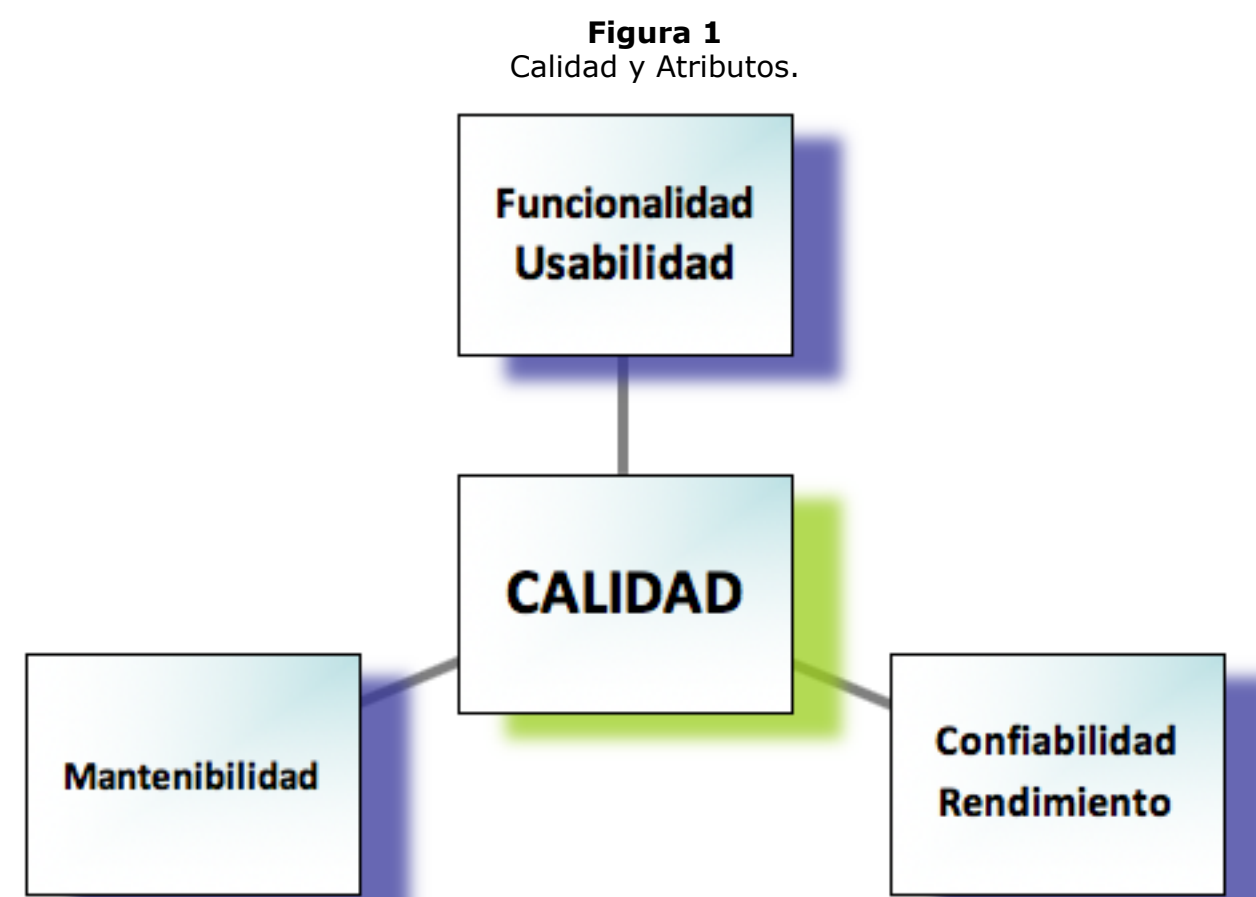 Figura 1
Calidad y Atributos.
Funcionalidad
Usabilidad
CALIDAD
Mantenibilidad
Confiabilidad
Rendimiento